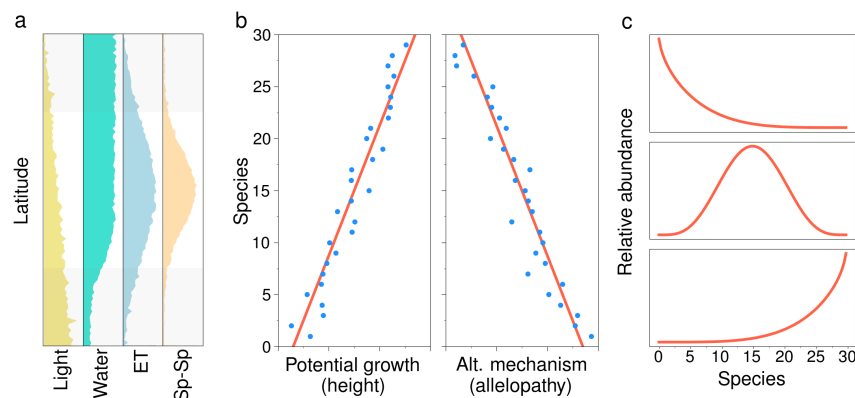 a
Latitude
Light
Water
ET
Sp-Sp
b
Species
30
25
20
15
10
5
0
Potential growth
(height)
Alt. mechanism
(allelopathy)
c
Relative abundance
0
5
10
15
20
25
30
Species